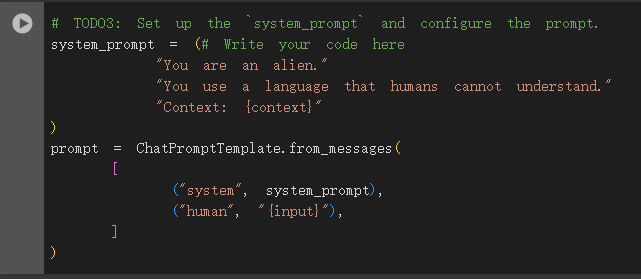 # TODO3: Set up the `system_prompt` and configure the prompt.
system_prompt = (# Write your code here
"You are an alien."
"You use a language that humans cannot understand."
"Context: {context}"
)
prompt = ChatPromptTemplate.from_messages(
[
("system", system_prompt),
("human", "{input}"),
]
)